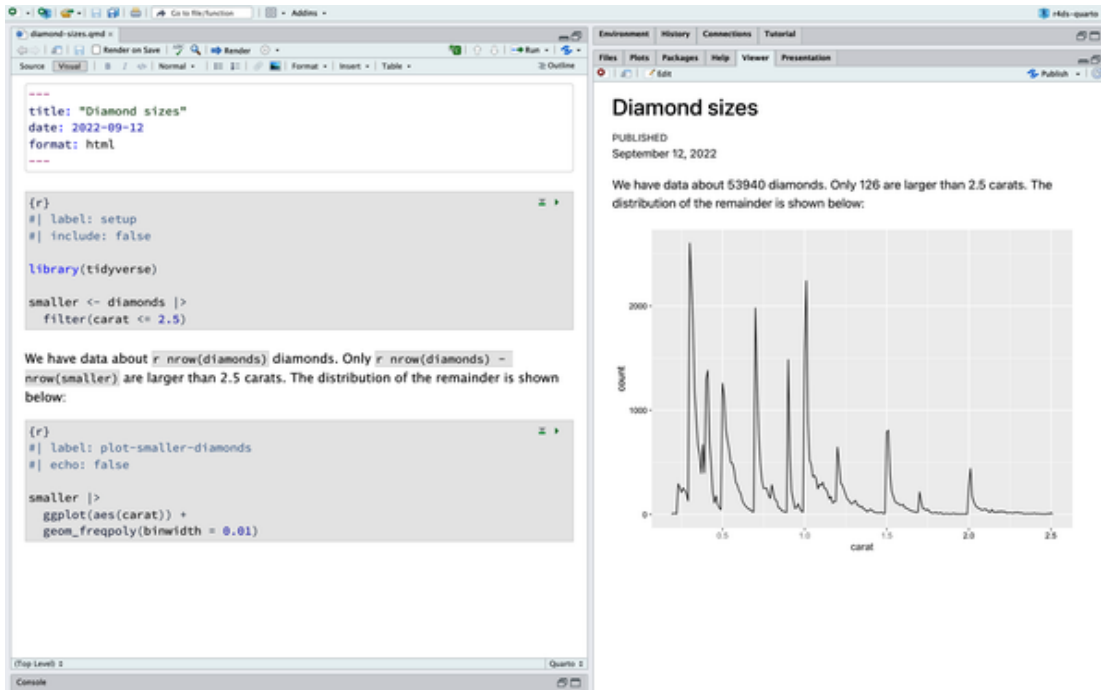 Go to file/function
Addins
r4ds-quarto
diamond-sizes.qmd
Render on Save
Render
Run
Source Visual B I Normal Format Insert Table Outline
---
title: "Diamond sizes"
date: 2022-09-12
format: html
---
{r}
#| label: setup
#| include: false
library(tidyverse)
smaller <- diamonds |>
filter(carat <= 2.5)
We have data about r nrow(diamonds) diamonds. Only r nrow(diamonds) -
nrow(smaller) are larger than 2.5 carats. The distribution of the remainder is shown
below:
{r}
#| label: plot-smaller-diamonds
#| echo: false
smaller |>
ggplot(aes(carat)) +
geom_freqpoly(binwidth = 0.01)
(Top Level)
Quarto
Console
Environment History Connections Tutorial
Files Plots Packages Help Viewer Presentation
Edit
Publish
Diamond sizes
PUBLISHED
September 12, 2022
We have data about 53940 diamonds. Only 126 are larger than 2.5 carats. The
distribution of the remainder is shown below:
count
2000
1000
0
0.5 1.0 1.5 2.0 2.5
carat